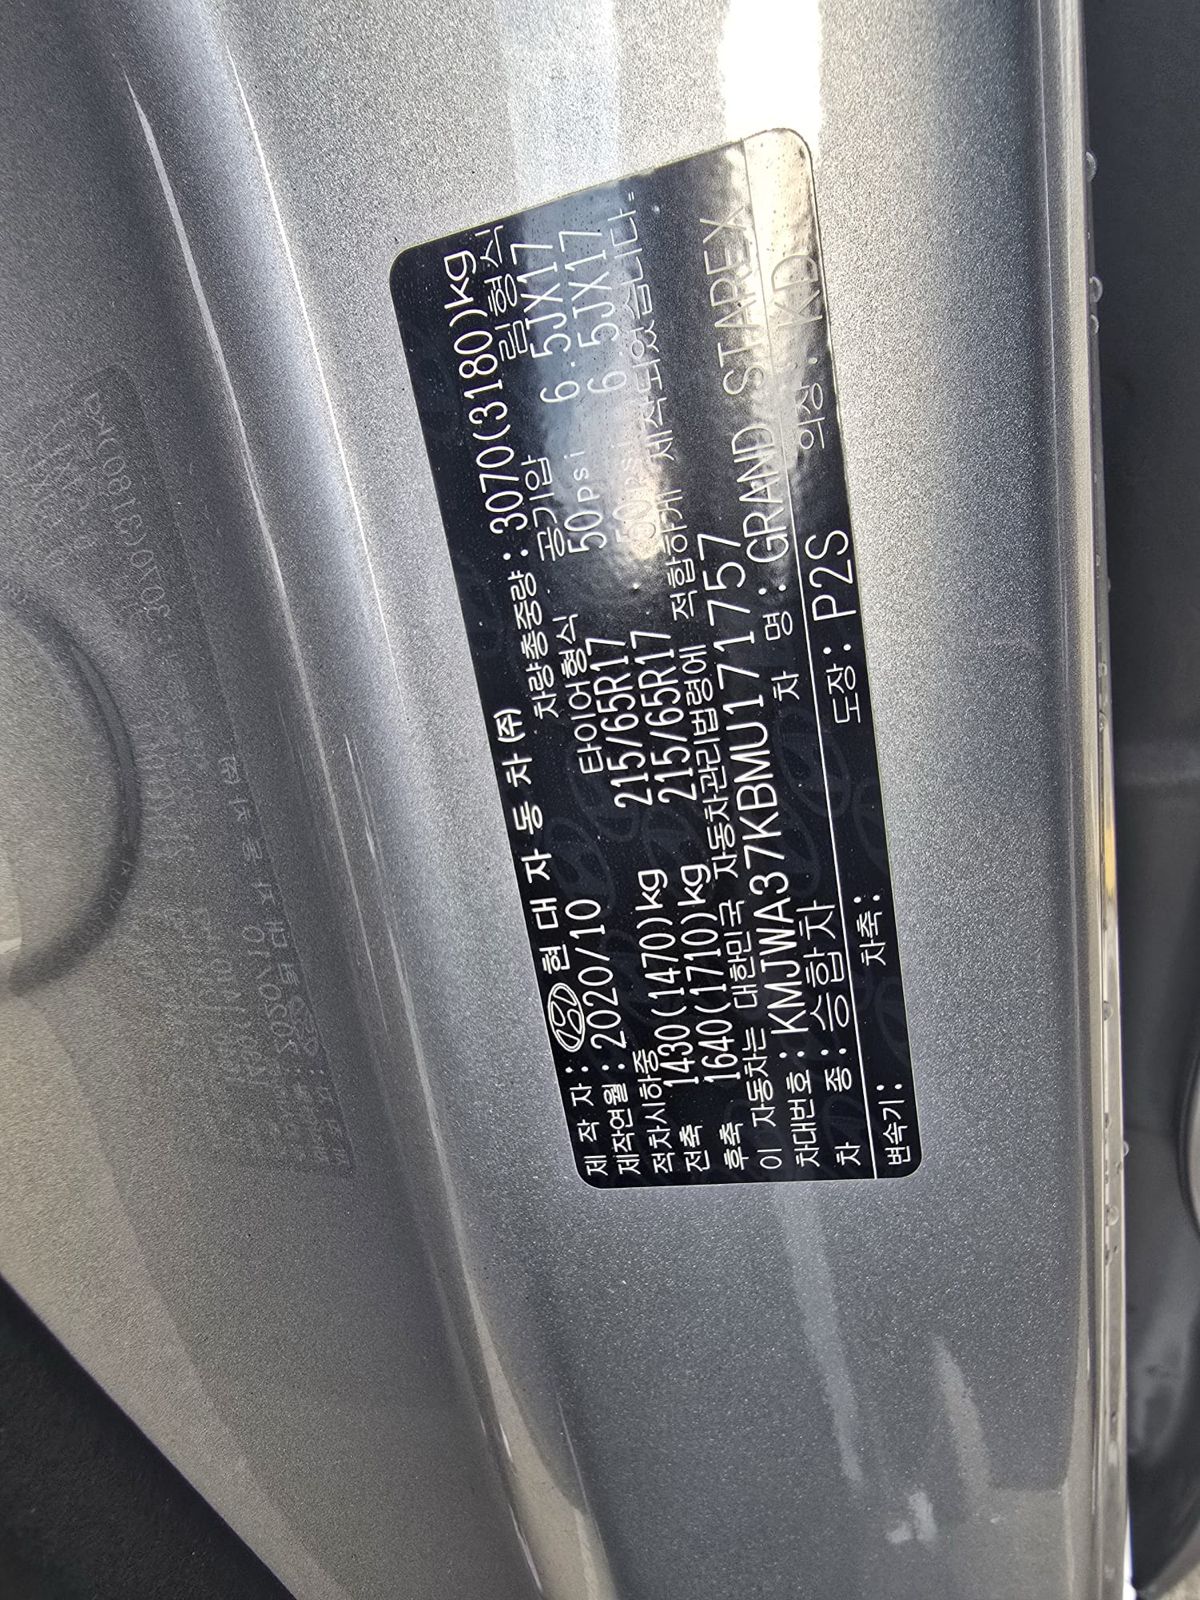 제 작 자 : 현 대 자 동 차 (주)
제작연월 : 2020/10 차량총중량 : 3070(3180)kg
적차시하중 타이어형식 공기압 림형식
전축 1430(1470)kg 215/65R17 50psi 6.5JX17
후축 1640(1710)kg 215/65R17 50psi 6.5JX17
이 자동차는 대한민국 자동차관리법령에 적합하게 제작되었습니다.
차대번호 : KMJWA37KBMU171757
차 종 : 승합차 차 명 : GRAND STAREX
변속기 : 차축 : 도장 : P2S 의장 : KD